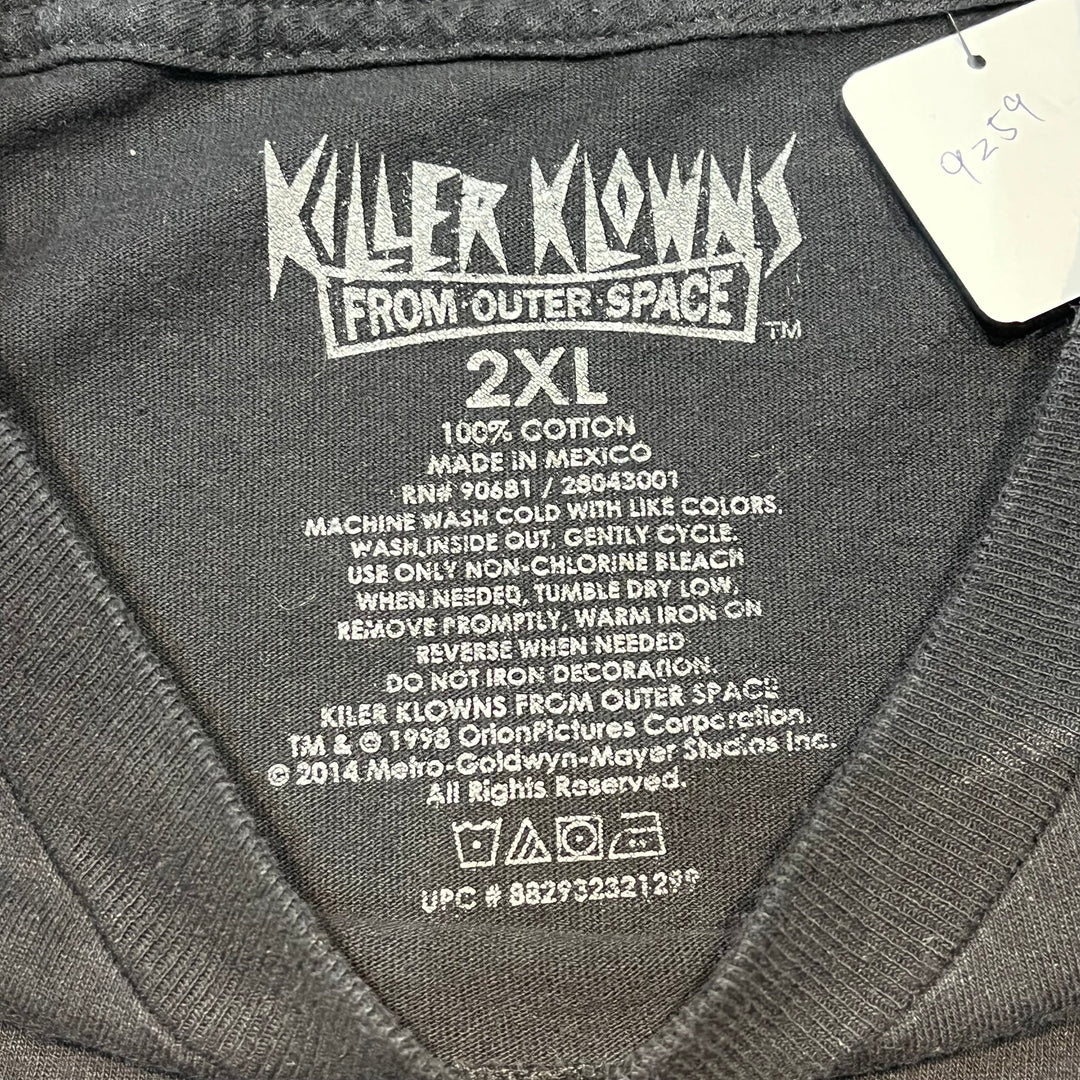 9259
KILLER KLOWNS
FROM·OUTER·SPACE
TM
2XL
100% COTTON
MADE IN MEXICO
RN# 90681 / 28043001
MACHINE WASH COLD WITH LIKE COLORS,
WASH INSIDE OUT, GENTLY CYCLE.
USE ONLY NON-CHLORINE BLEACH
WHEN NEEDED, TUMBLE DRY LOW,
REMOVE PROMPTLY, WARM IRON ON
REVERSE WHEN NEEDED
DO NOT IRON DECORATION.
KILER KLOWNS FROM OUTER SPACE
TM & © 1998 OrionPictures Corporation.
© 2014 Metro-Goldwyn-Mayer Studios Inc.
All Rights Reserved.
UPC # 882932321299